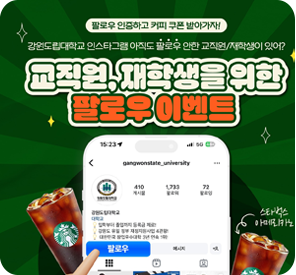 팔로우 인증하고 커피 쿠폰 받아가자!
강원도립대학교 인스타그램 아직도 팔로우 안한 교직원/재학생이 있어?
교직원, 재학생을 위한
팔로우 이벤트
15:23
5G
gangwonstate_university
410
1,733
72
게시물
팔로워
팔로잉
강원도립대학교
대학교
팔로우
메시지
스타벅스
아메리카노